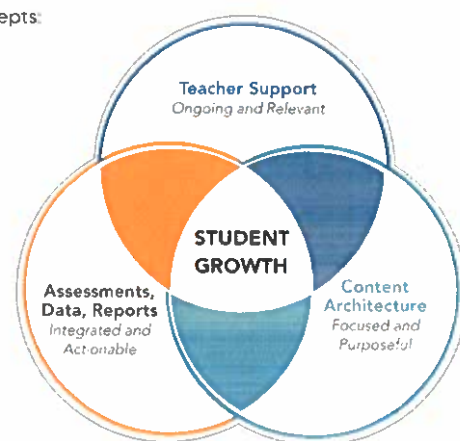 epts:
Teacher Support
Ongoing and Relevant
STUDENT
GROWTH
Assessments,
Data, Reports
Integrated and
Actionable
Content
Architecture
Focused and
Purposeful